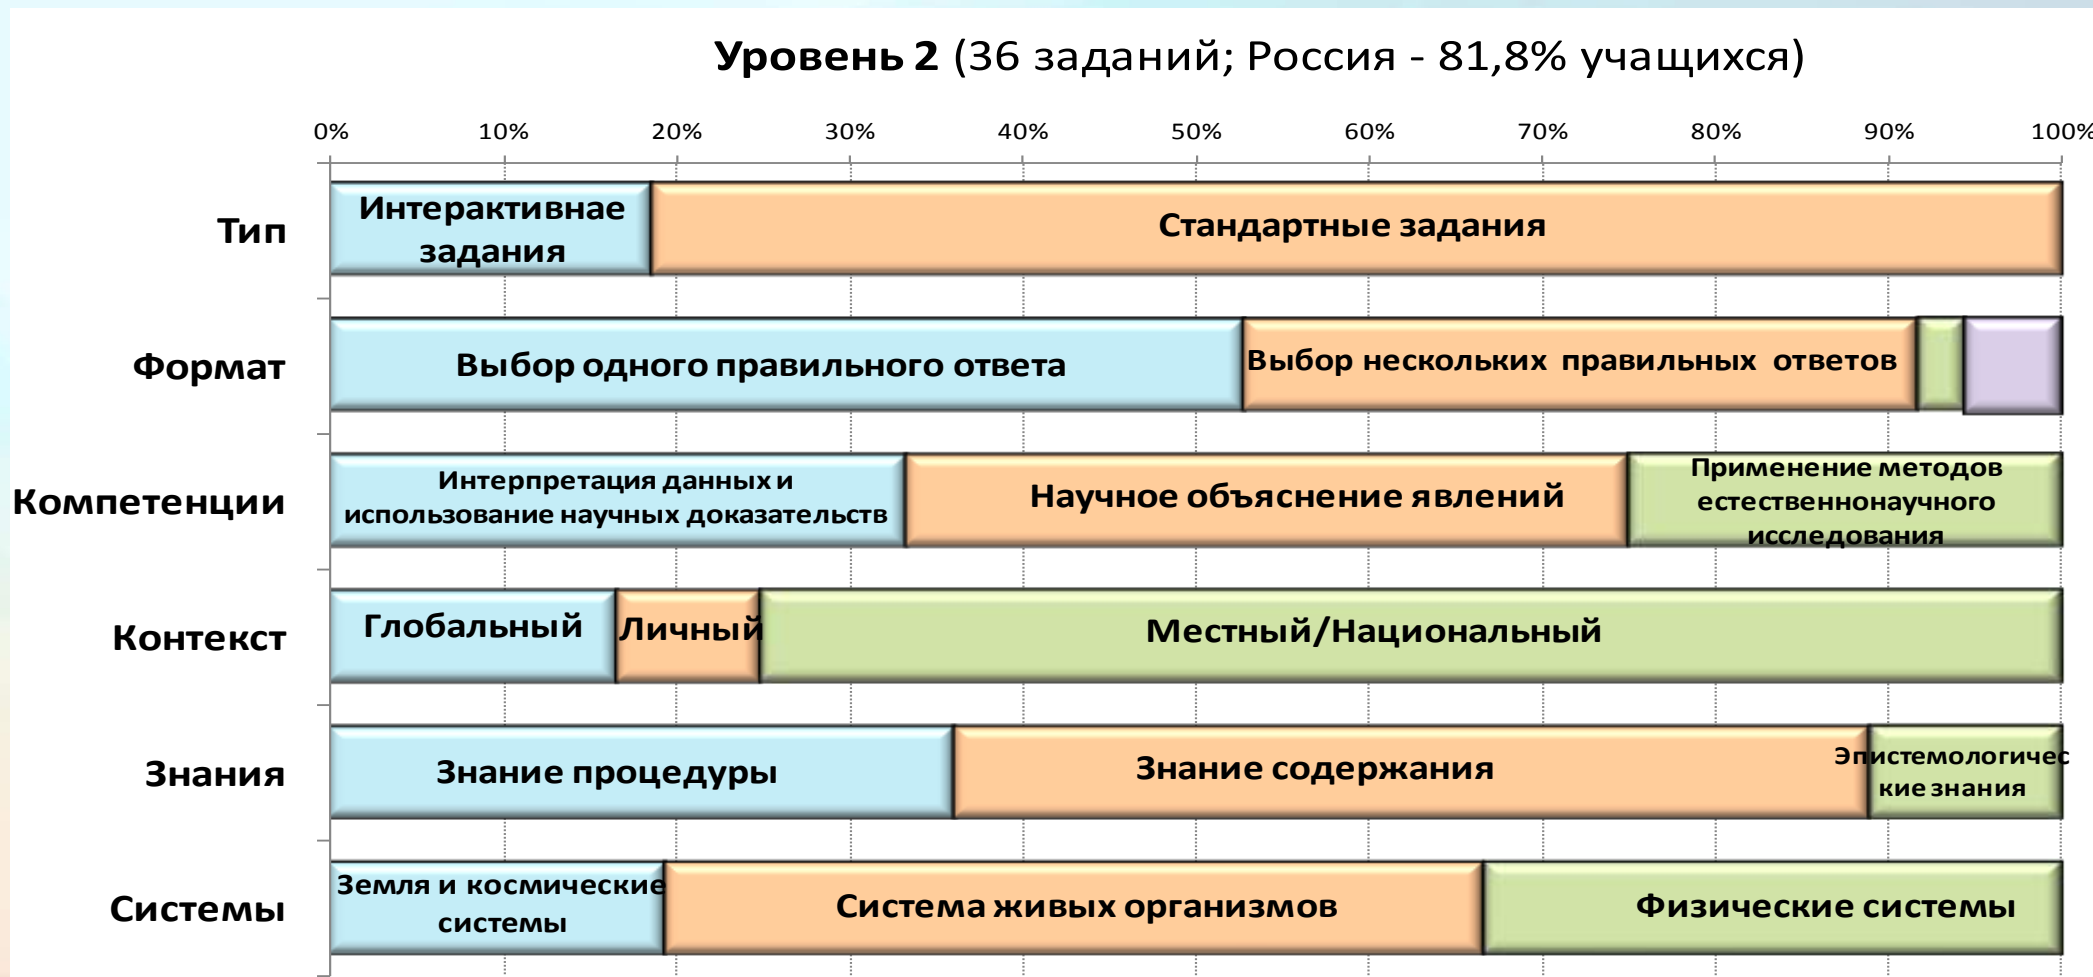 Уровень 2 (36 заданий; Россия - 81,8% учащихся)
0% 10% 20% 30% 40% 50% 60% 70% 80% 90% 100%
Тип
Интерактивнае
задания
Стандартные задания
Формат
Выбор одного правильного ответа
Выбор нескольких правильных ответов
Компетенции
Интерпретация данных и
использование научных доказательств
Научное объяснение явлений
Применение методов
естественнонаучного
исследования
Контекст
Глобальный
Личный
Местный/Национальный
Знания
Знание процедуры
Знание содержания
Эпистемологичес
кие знания
Системы
Земля и космические
системы
Система живых организмов
Физические системы